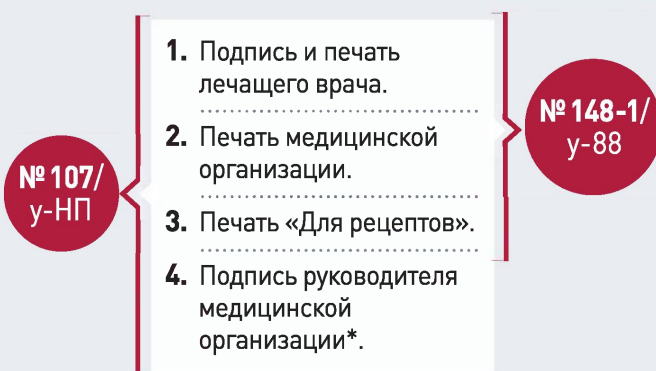 1. Подпись и печать
лечащего врача.
2. Печать медицинской
организации.
3. Печать «Для рецептов».
4. Подпись руководителя
медицинской
организации*.
№ 107/
у-НП
№ 148-1/
у-88